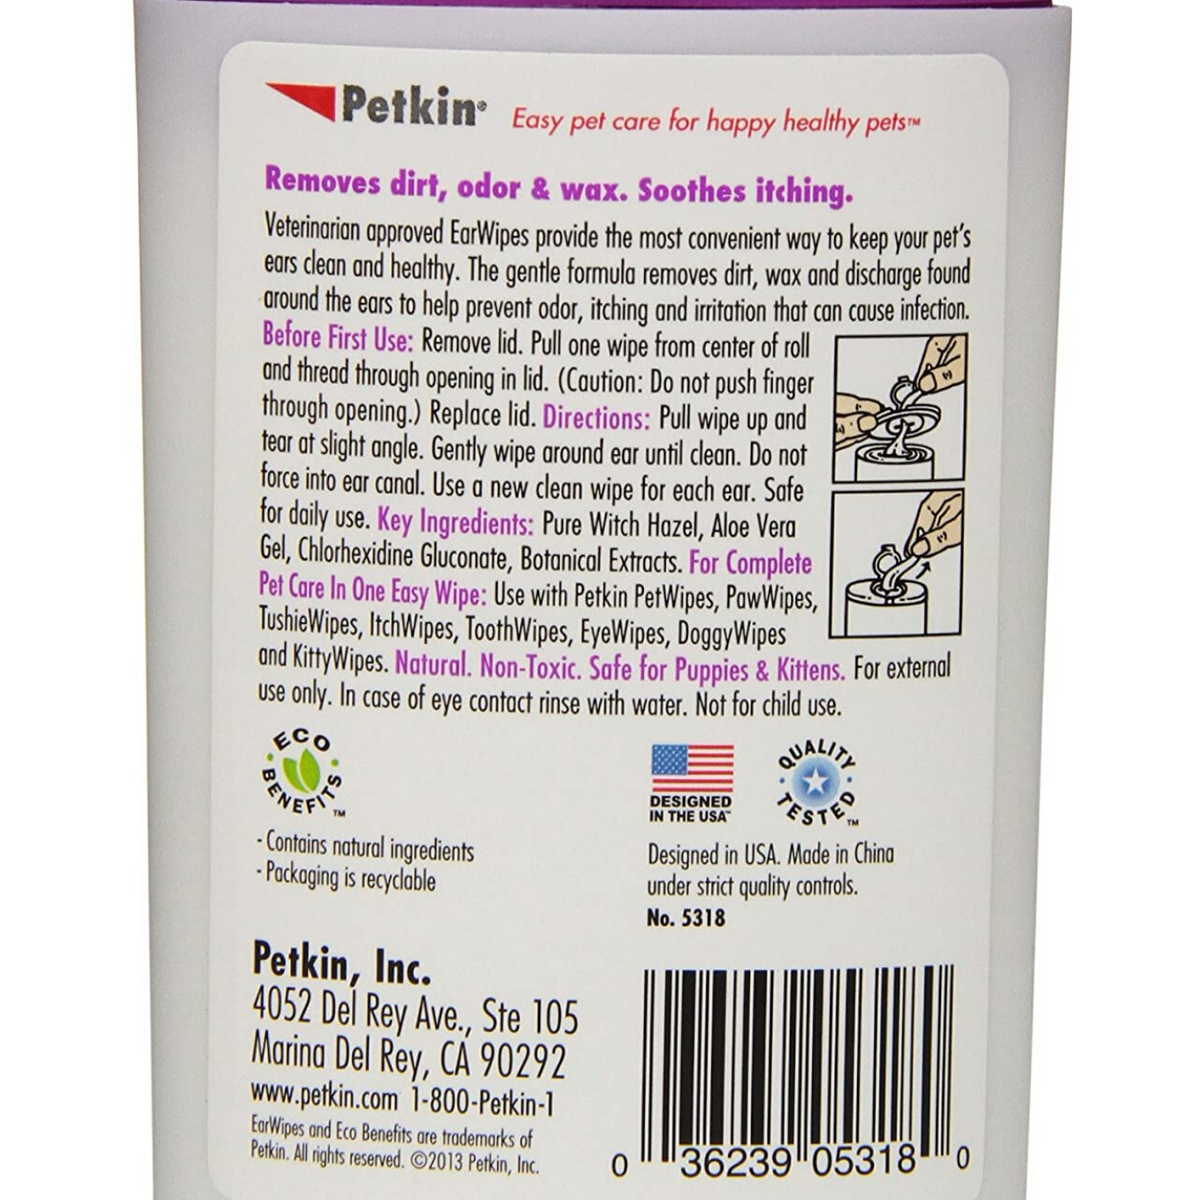 Petkin®
Easy pet care for happy healthy pets™
Removes dirt, odor & wax. Soothes itching.
Veterinarian approved EarWipes provide the most convenient way to keep your pet's
ears clean and healthy. The gentle formula removes dirt, wax and discharge found
around the ears to help prevent odor, itching and irritation that can cause infection.
Before First Use: Remove lid. Pull one wipe from center of roll
and thread through opening in lid. (Caution: Do not push finger
through opening.) Replace lid. Directions: Pull wipe up and
tear at slight angle. Gently wipe around ear until clean. Do not
force into ear canal. Use a new clean wipe for each ear. Safe
for daily use. Key Ingredients: Pure Witch Hazel, Aloe Vera
Gel, Chlorhexidine Gluconate, Botanical Extracts. For Complete
Pet Care In One Easy Wipe: Use with Petkin PetWipes, PawWipes,
TushieWipes, ItchWipes, ToothWipes, EyeWipes, DoggyWipes
and KittyWipes. Natural. Non-Toxic. Safe for Puppies & Kittens. For external
use only. In case of eye contact rinse with water. Not for child use.
ECO BENEFITS™
- Contains natural ingredients
- Packaging is recyclable
DESIGNED
IN THE USA™
QUALITY TESTED™
Designed in USA. Made in China
under strict quality controls.
No. 5318
Petkin, Inc.
4052 Del Rey Ave., Ste 105
Marina Del Rey, CA 90292
www.petkin.com 1-800-Petkin-1
EarWipes and Eco Benefits are trademarks of
Petkin. All rights reserved. ©2013 Petkin, Inc.
0 36239 05318 0